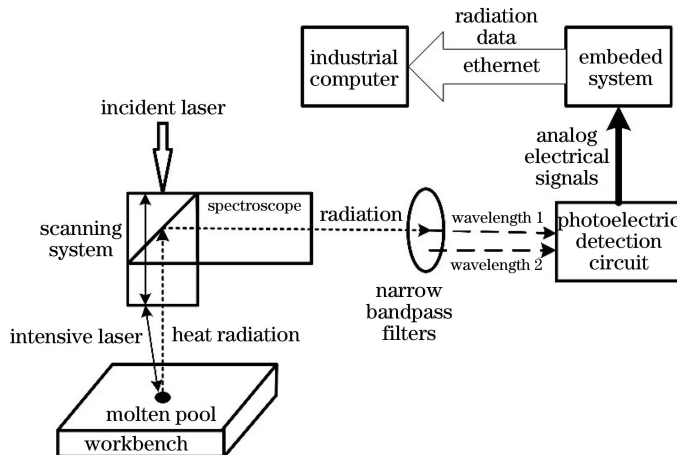 radiation
data
ethernet
industrial
computer
embeded
system
incident laser
analog
electrical
signals
spectroscope
scanning
system
radiation
wavelength 1
wavelength 2
photoelectric
detection
circuit
narrow
bandpass
filters
intensive laser
heat radiation
molten pool
workbench